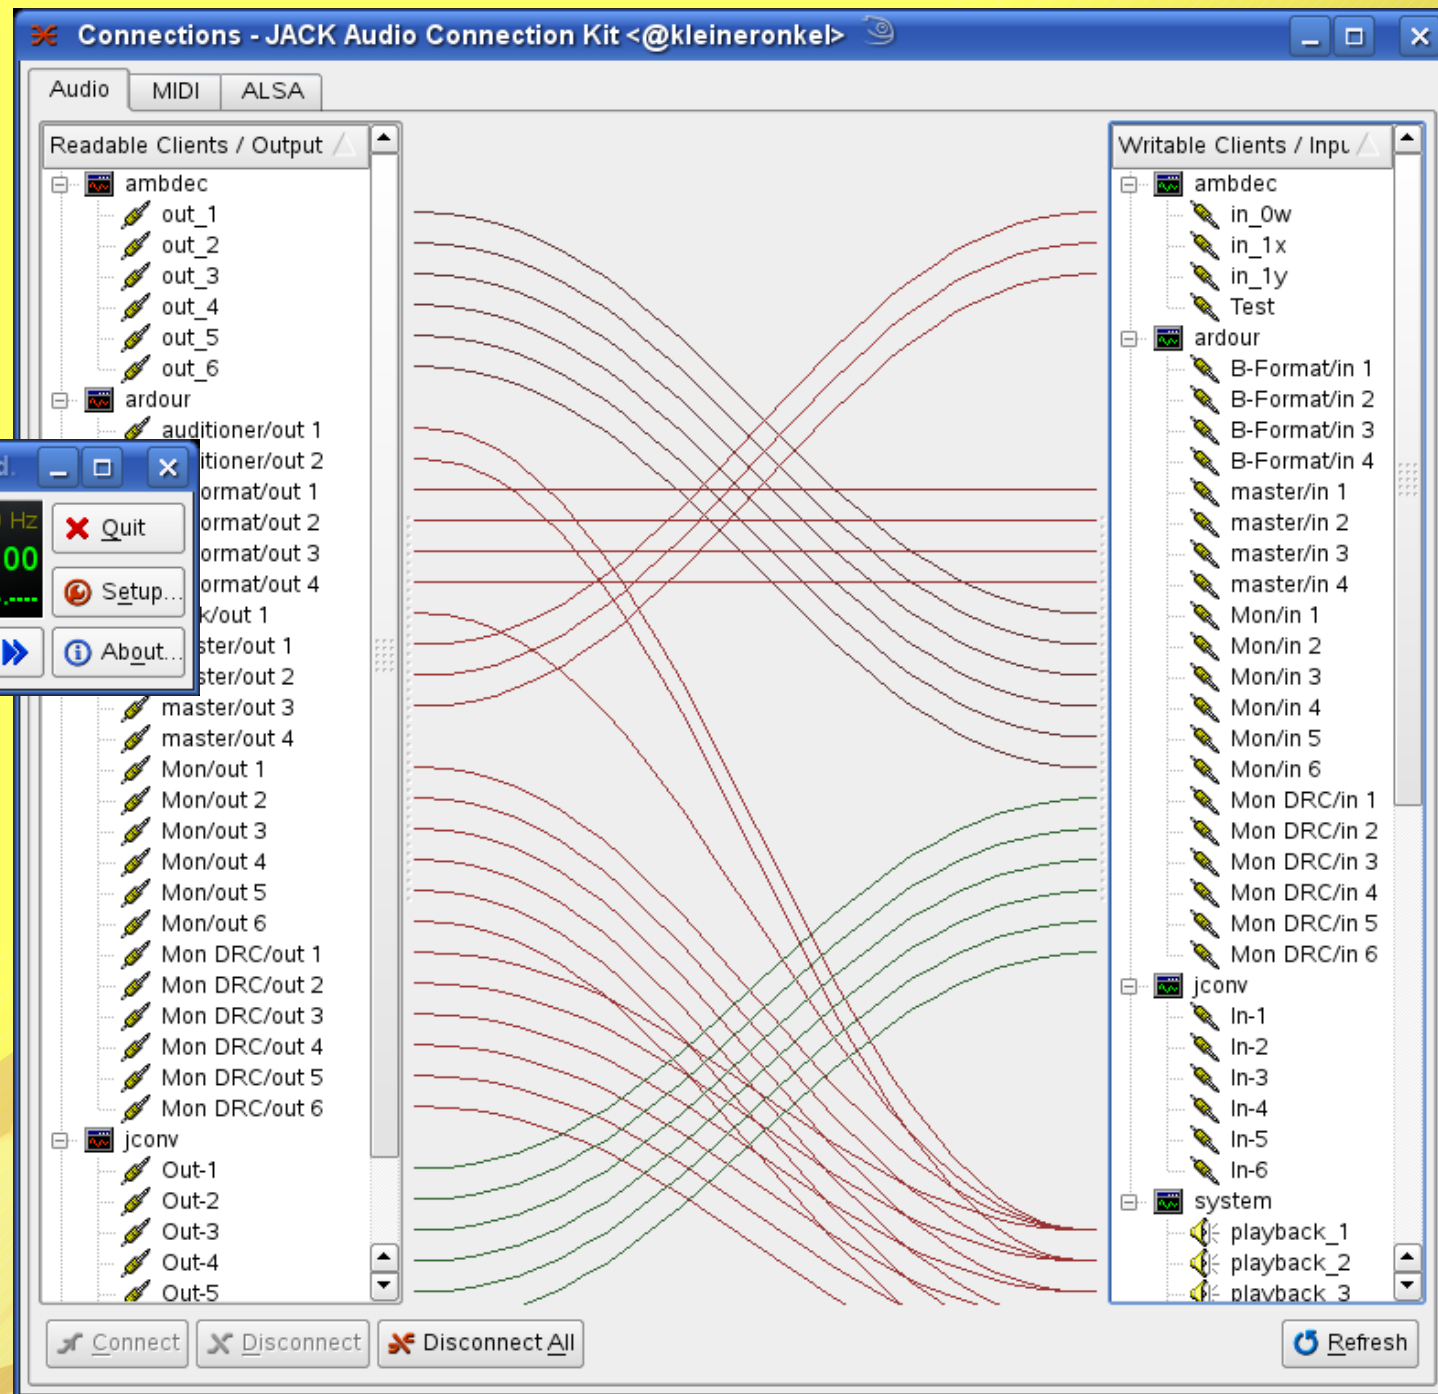 Connections - JACK Audio Connection Kit <@kleineronkel>
Audio MIDI ALSA
Readable Clients / Output
ambdec
out_1
out_2
out_3
out_4
out_5
out_6
ardour
auditioner/out 1
itioner/out 2
ormat/out 1
ormat/out 2
ormat/out 3
ormat/out 4
k/out 1
ster/out 1
ster/out 2
master/out 3
master/out 4
Mon/out 1
Mon/out 2
Mon/out 3
Mon/out 4
Mon/out 5
Mon/out 6
Mon DRC/out 1
Mon DRC/out 2
Mon DRC/out 3
Mon DRC/out 4
Mon DRC/out 5
Mon DRC/out 6
jconv
Out-1
Out-2
Out-3
Out-4
Out-5
d.
Hz
00
Quit
Setup...
About...
Writable Clients / Inpu
ambdec
in_0w
in_1x
in_1y
Test
ardour
B-Format/in 1
B-Format/in 2
B-Format/in 3
B-Format/in 4
master/in 1
master/in 2
master/in 3
master/in 4
Mon/in 1
Mon/in 2
Mon/in 3
Mon/in 4
Mon/in 5
Mon/in 6
Mon DRC/in 1
Mon DRC/in 2
Mon DRC/in 3
Mon DRC/in 4
Mon DRC/in 5
Mon DRC/in 6
jconv
In-1
In-2
In-3
In-4
In-5
In-6
system
playback_1
playback_2
playback_3
Connect Disconnect Disconnect All Refresh